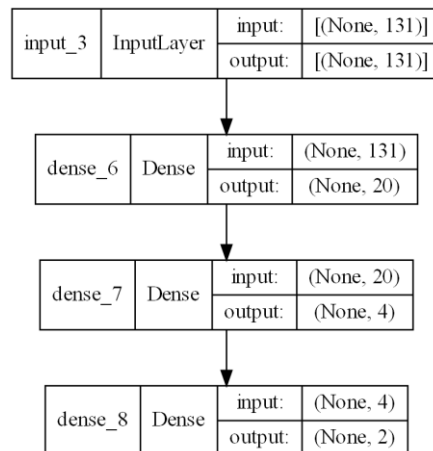 input_3 InputLayer input: [(None, 131)]
output: [(None, 131)]
dense_6 Dense input: (None, 131)
output: (None, 20)
dense_7 Dense input: (None, 20)
output: (None, 4)
dense_8 Dense input: (None, 4)
output: (None, 2)